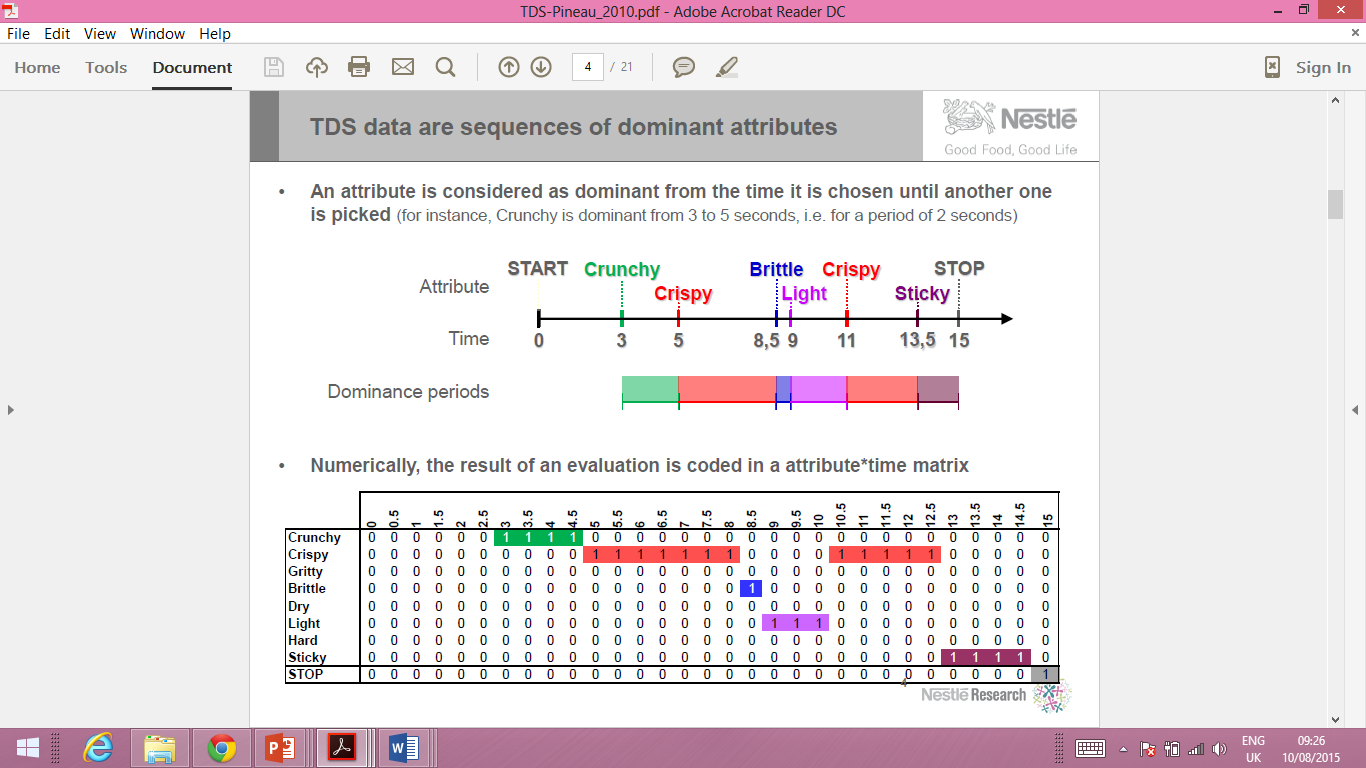 TDS-Pineau_2010.pdf - Adobe Acrobat Reader DC
File Edit View Window Help
Home Tools Document 4 / 21 Sign In
TDS data are sequences of dominant attributes
Nestlé
Good Food, Good Life
• An attribute is considered as dominant from the time it is chosen until another one
is picked (for instance, Crunchy is dominant from 3 to 5 seconds, i.e. for a period of 2 seconds)
START Crunchy Brittle Crispy STOP
Attribute
Crispy Light Sticky
Time 0 3 5 8,5 9 11 13,5 15
Dominance periods
• Numerically, the result of an evaluation is coded in a attribute*time matrix
0 0.5 1 1.5 2 2.5 3 3.5 4 4.5 5 5.5 6 6.5 7 7.5 8 8.5 9 9.5 10 10.5 11 11.5 12 12.5 13 13.5 14 14.5 15
Crunchy 0 0 0 0 0 0 1 1 1 1 0 0 0 0 0 0 0 0 0 0 0 0 0 0 0 0 0 0 0 0 0
Crispy 0 0 0 0 0 0 0 0 0 0 1 1 1 1 1 1 1 0 0 0 0 1 1 1 1 1 0 0 0 0 0
Gritty 0 0 0 0 0 0 0 0 0 0 0 0 0 0 0 0 0 0 0 0 0 0 0 0 0 0 0 0 0 0 0
Brittle 0 0 0 0 0 0 0 0 0 0 0 0 0 0 0 0 0 1 0 0 0 0 0 0 0 0 0 0 0 0 0
Dry 0 0 0 0 0 0 0 0 0 0 0 0 0 0 0 0 0 0 0 0 0 0 0 0 0 0 0 0 0 0 0
Light 0 0 0 0 0 0 0 0 0 0 0 0 0 0 0 0 0 0 1 1 1 0 0 0 0 0 0 0 0 0 0
Hard 0 0 0 0 0 0 0 0 0 0 0 0 0 0 0 0 0 0 0 0 0 0 0 0 0 0 0 0 0 0 0
Sticky 0 0 0 0 0 0 0 0 0 0 0 0 0 0 0 0 0 0 0 0 0 0 0 0 0 0 1 1 1 1 0
STOP 0 0 0 0 0 0 0 0 0 0 0 0 0 0 0 0 0 0 0 0 0 0 0 0 0 0 0 0 0 0 1
4
Nestlé Research
ENG 09:26
UK 10/08/2015